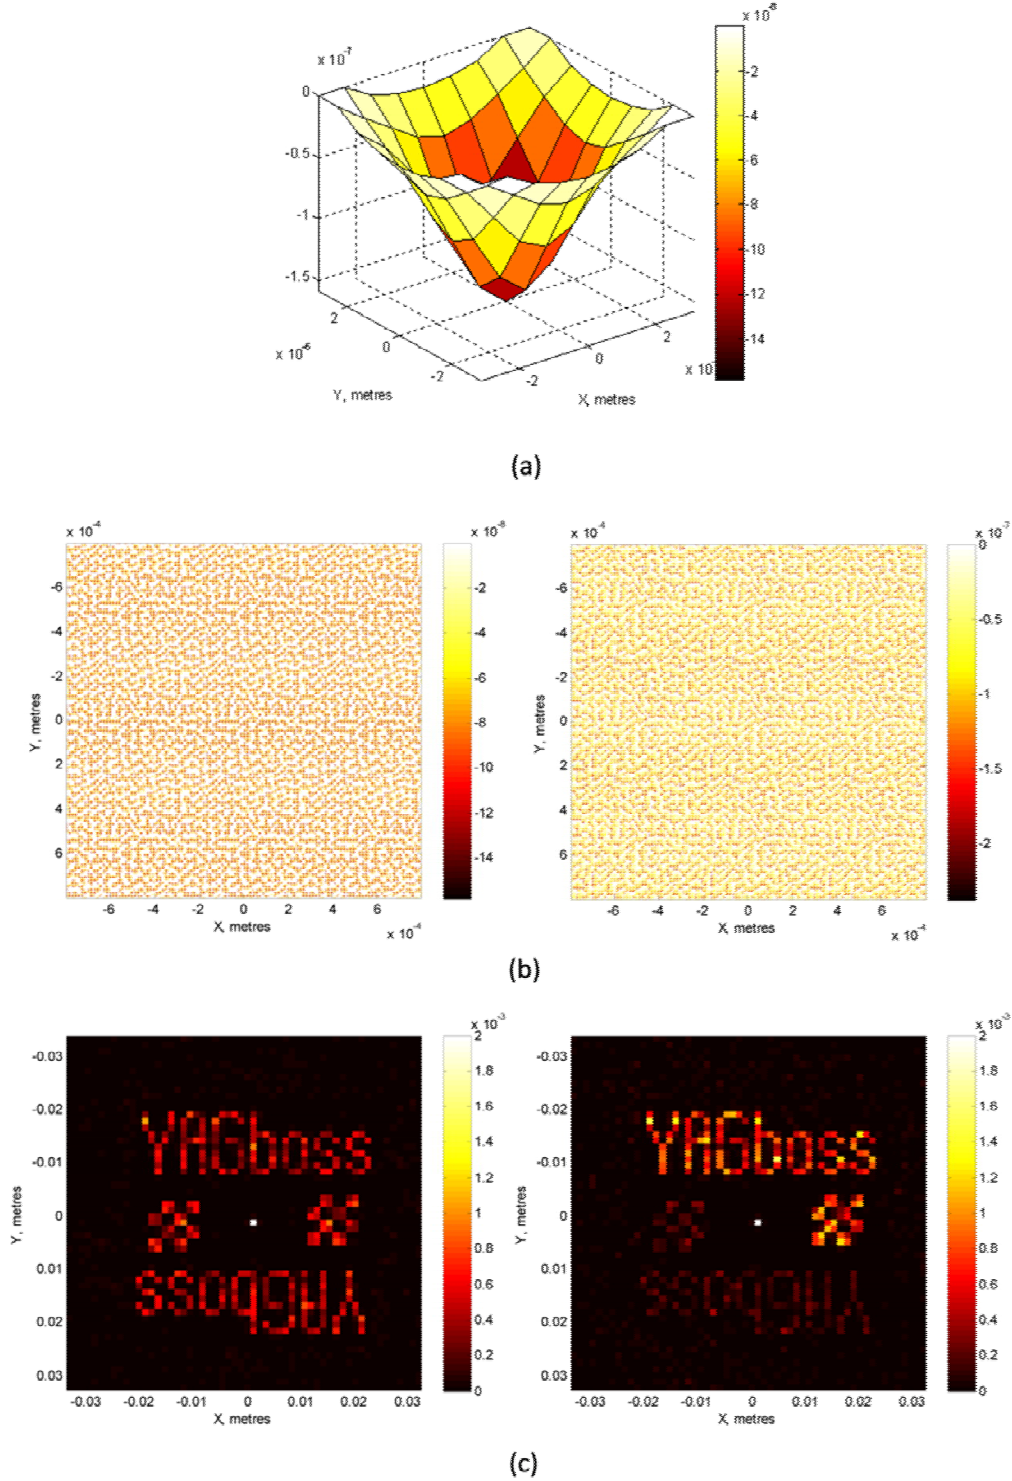 x 10⁻⁷
x 10⁻⁸
0
-0.5
-1
-1.5
-2
-4
-6
-8
-10
-12
-14
2
0
-2
x 10⁻⁶
Y, metres
-2
0
2
x 10
X, metres
(a)
x 10⁻⁴
x 10⁻⁸
-6
-4
-2
0
2
4
6
Y, metres
-6 -4 -2 0 2 4 6
X, metres
x 10⁻⁴
-2
-4
-6
-8
-10
-12
-14
x 10⁻⁴
x 10⁻⁷
-6
-4
-2
0
2
4
6
Y, metres
-6 -4 -2 0 2 4 6
X, metres
x 10⁻⁴
0
-0.5
-1
-1.5
-2
(b)
x 10⁻³
-0.03
-0.02
-0.01
0
0.01
0.02
0.03
Y, metres
YAGboss
YAGboss
-0.03 -0.02 -0.01 0 0.01 0.02 0.03
X, metres
2
1.8
1.6
1.4
1.2
1
0.8
0.6
0.4
0.2
0
x 10⁻³
-0.03
-0.02
-0.01
0
0.01
0.02
0.03
Y, metres
YAGboss
YAGboss
-0.03 -0.02 -0.01 0 0.01 0.02 0.03
X, metres
2
1.8
1.6
1.4
1.2
1
0.8
0.6
0.4
0.2
0
(c)